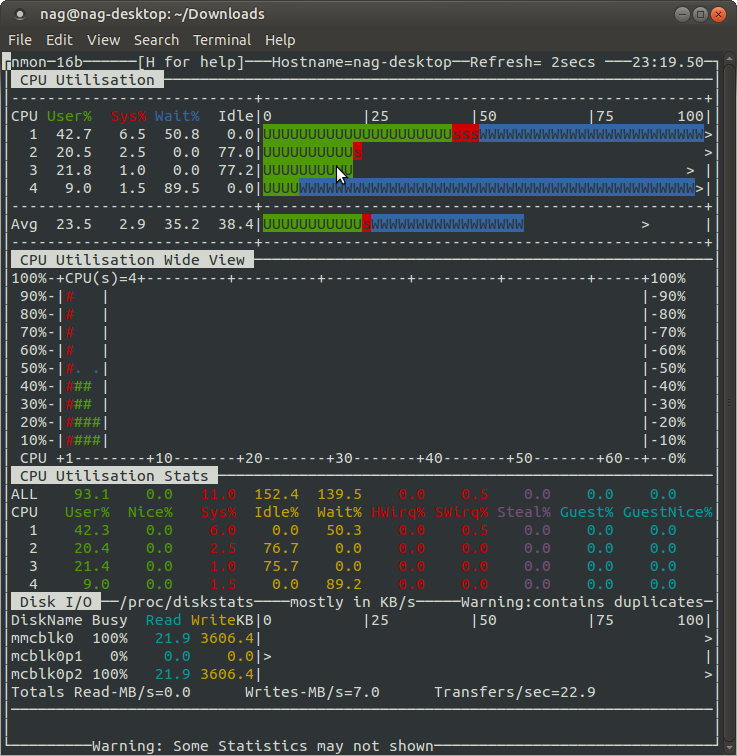 nag@nag-desktop: ~/Downloads
File Edit View Search Terminal Help
nmon─16b──────[H for help]───Hostname=nag-desktop──Refresh= 2secs ───23:19.50─
CPU Utilisation
---------------------------+-------------------------------------------------+
CPU User% Sys% Wait% Idle|0 |25 |50 |75 100|
1 42.7 6.5 50.8 0.0|UUUUUUUUUUUUUUUUUUUUUsssWWWWWWWWWWWWWWWWWWWWWWWWW>
2 20.5 2.5 0.0 77.0|UUUUUUUUUUs >
3 21.8 1.0 0.0 77.2|UUUUUUUUUU > |
4 9.0 1.5 89.5 0.0|UUUUWWWWWWWWWWWWWWWWWWWWWWWWWWWWWWWWWWWWWWWWWWWW>|
---------------------------+-------------------------------------------------+
Avg 23.5 2.9 35.2 38.4|UUUUUUUUUUUsWWWWWWWWWWWWWWWWW > |
---------------------------+-------------------------------------------------+
CPU Utilisation Wide View
100%-+CPU(s)=4+---------+---------+---------+---------+---------+-----+100%
90%-|# | |-90%
80%-|# | |-80%
70%-|# | |-70%
60%-|# | |-60%
50%-|#. .| |-50%
40%-|### | |-40%
30%-|### | |-30%
20%-|####| |-20%
10%-|####| |-10%
CPU +1--------+10-------+20-------+30-------+40-------+50-------+60--+--0%
CPU Utilisation Stats
ALL 93.1 0.0 11.0 152.4 139.5 0.0 0.5 0.0 0.0 0.0
CPU User% Nice% Sys% Idle% Wait% HWirq% SWirq% Steal% Guest% GuestNice%
1 42.3 0.0 6.0 0.0 50.3 0.0 0.5 0.0 0.0 0.0
2 20.4 0.0 2.5 76.7 0.0 0.0 0.0 0.0 0.0 0.0
3 21.4 0.0 1.0 75.7 0.0 0.0 0.0 0.0 0.0 0.0
4 9.0 0.0 1.5 0.0 89.2 0.0 0.0 0.0 0.0 0.0
Disk I/O ──/proc/diskstats────mostly in KB/s─────Warning:contains duplicates─
DiskName Busy Read WriteKB|0 |25 |50 |75 100|
mmcblk0 100% 21.9 3606.4| >
mcblk0p1 0% 0.0 0.0|> |
mcblk0p2 100% 21.9 3606.4| >
Totals Read-MB/s=0.0 Writes-MB/s=7.0 Transfers/sec=22.9
Warning: Some Statistics may not shown